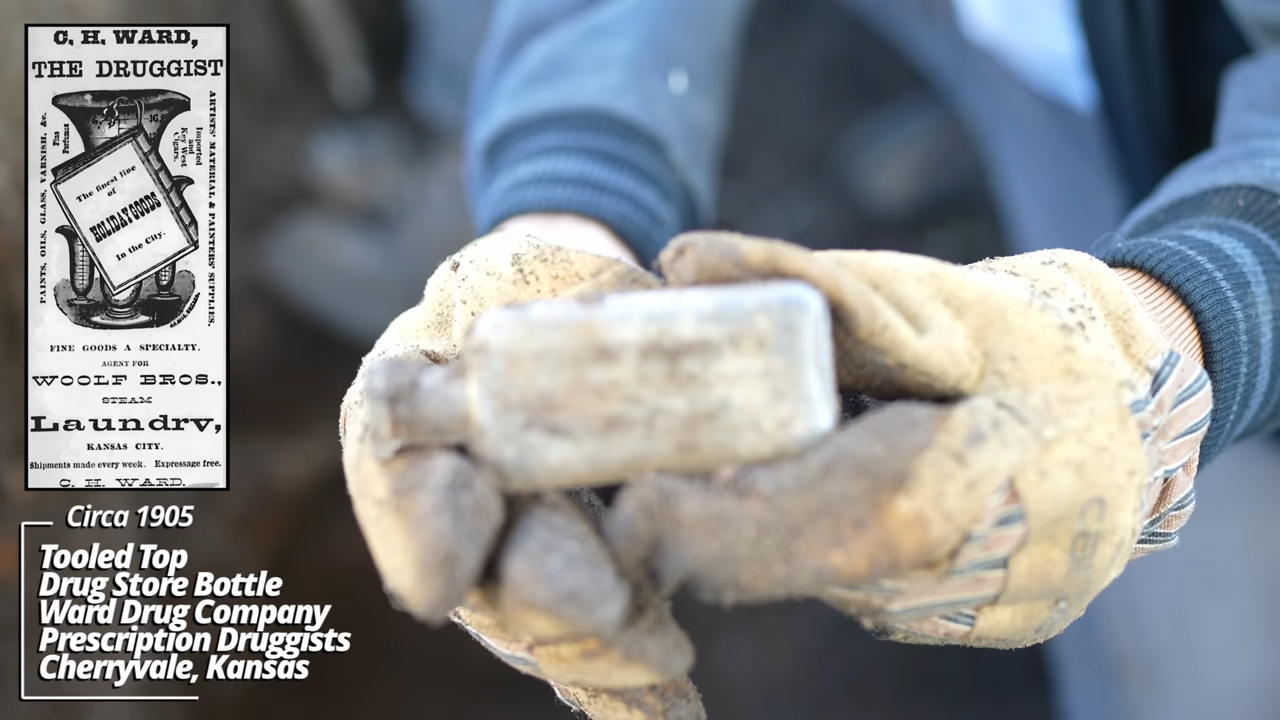 C. H. WARD,
THE DRUGGIST
PAINTS, OILS, GLASS, VARNISH, &c.
Fine
Perfumes
Imported
and
Key West
Cigars.
ARTISTS' MATERIAL & PAINTERS' SUPPLIES.
The finest line
of
HOLIDAY GOODS
In the City.
FINE GOODS A SPECIALTY.
AGENT FOR
WOOLF BROS.,
STEAM
Laundry,
KANSAS CITY.
Shipments made every week. Expressage free.
C. H. WARD.
Circa 1905
Tooled Top
Drug Store Bottle
Ward Drug Company
Prescription Druggists
Cherryvale, Kansas